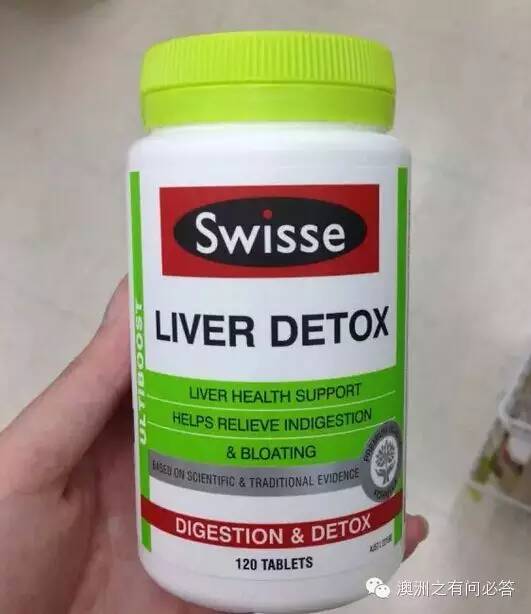 Swisse
LIVER DETOX
ULTIBOOST
LIVER HEALTH SUPPORT
HELPS RELIEVE INDIGESTION
& BLOATING
BASED ON SCIENTIFIC & TRADITIONAL EVIDENCE
DIGESTION & DETOX
120 TABLETS
澳洲之有问必答